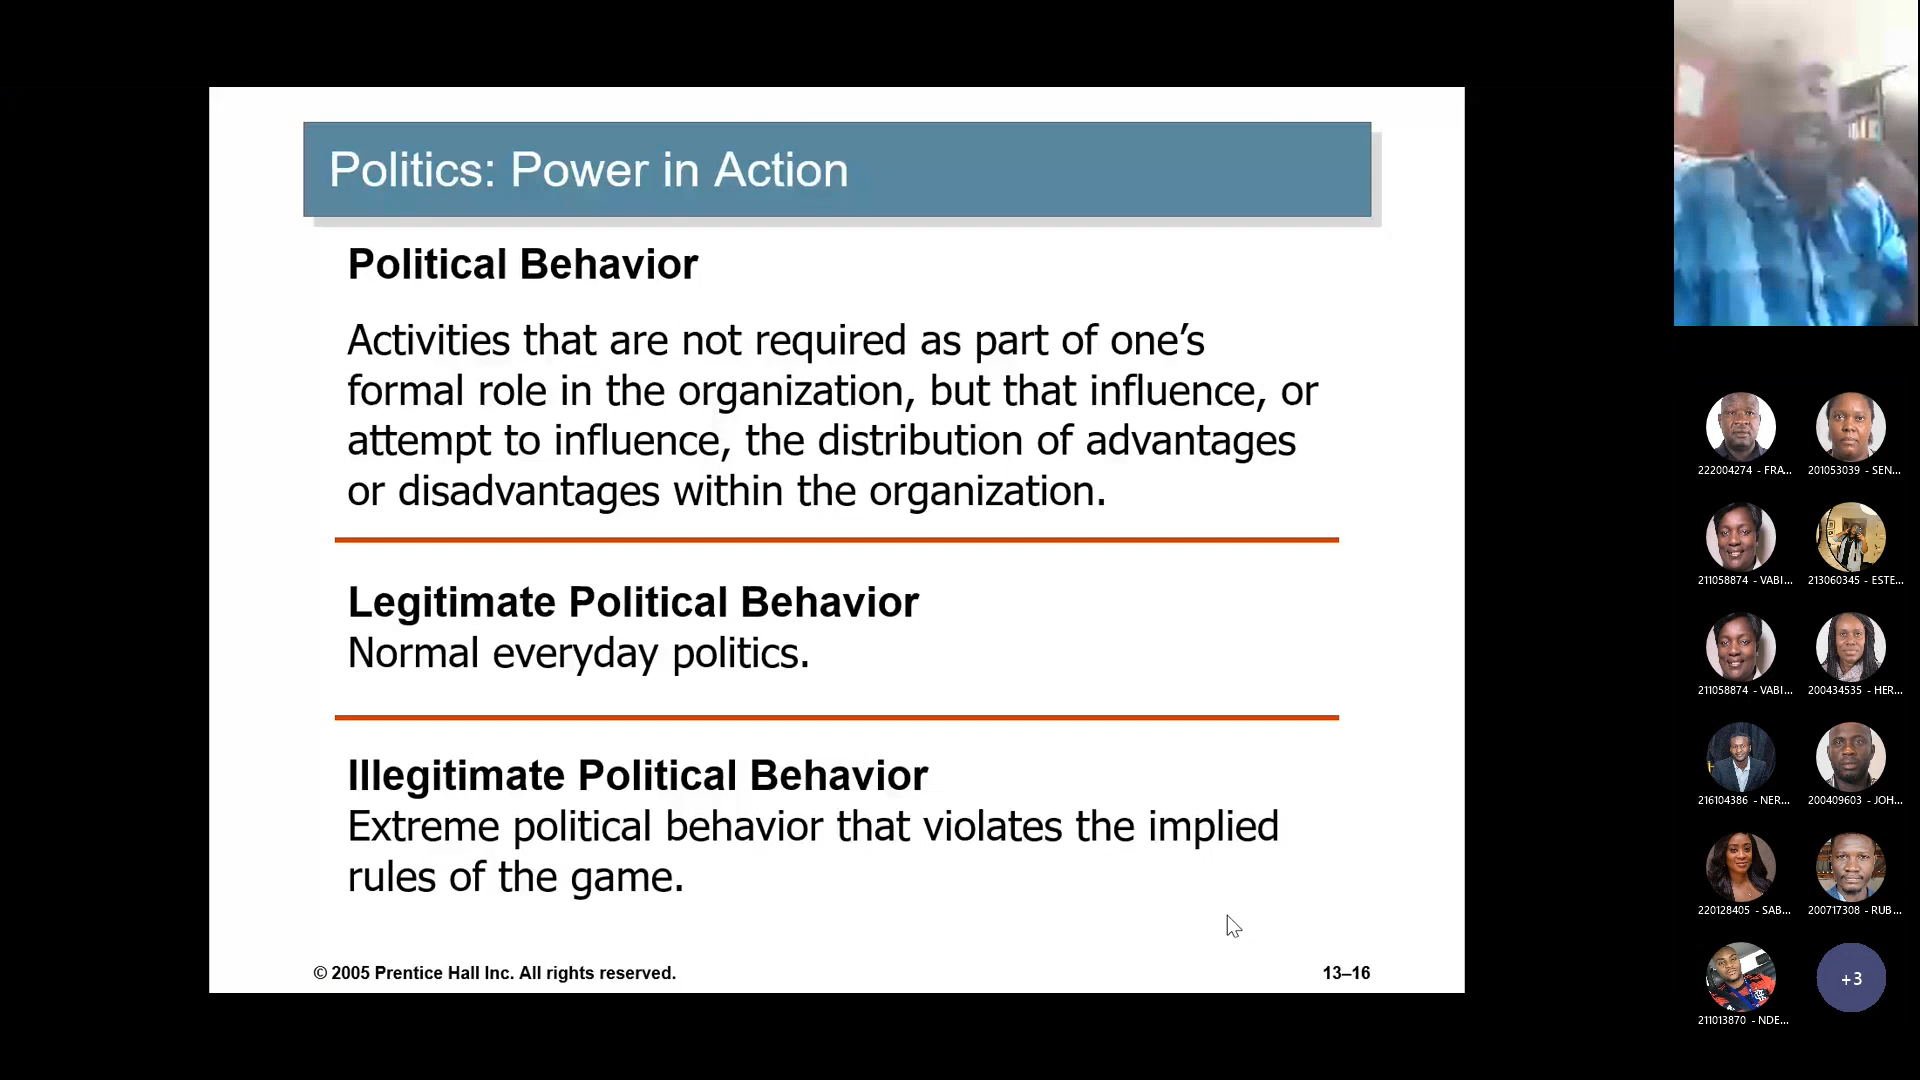 Politics: Power in Action
Political Behavior
Activities that are not required as part of one’s
formal role in the organization, but that influence, or
attempt to influence, the distribution of advantages
or disadvantages within the organization.
Legitimate Political Behavior
Normal everyday politics.
Illegitimate Political Behavior
Extreme political behavior that violates the implied
rules of the game.
© 2005 Prentice Hall Inc. All rights reserved.
13–16
222004274 - FRA...
201053039 - SEN...
211058874 - VABI...
213060345 - ESTE...
211058874 - VABI...
200434535 - HER...
216104386 - NER...
200409603 - JOH...
220128405 - SAB...
200717308 - RUB...
211013870 - NDE...
+3